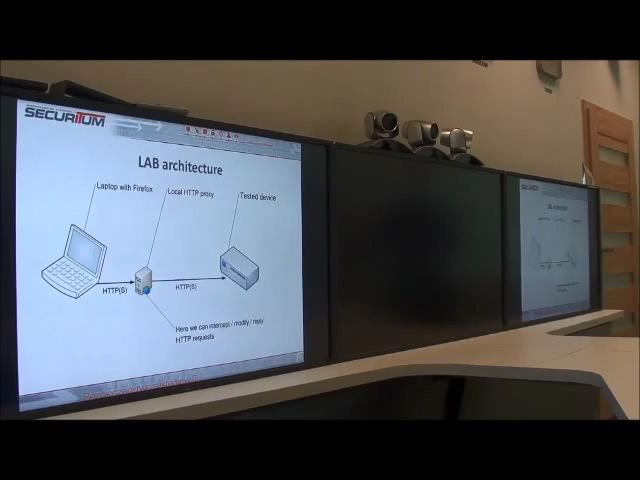 SECURITUM
LAB architecture
Laptop with Firefox
Local HTTP proxy
Tested device
HTTP(S)
HTTP(S)
Here we can intercept / modify / reply
HTTP requests